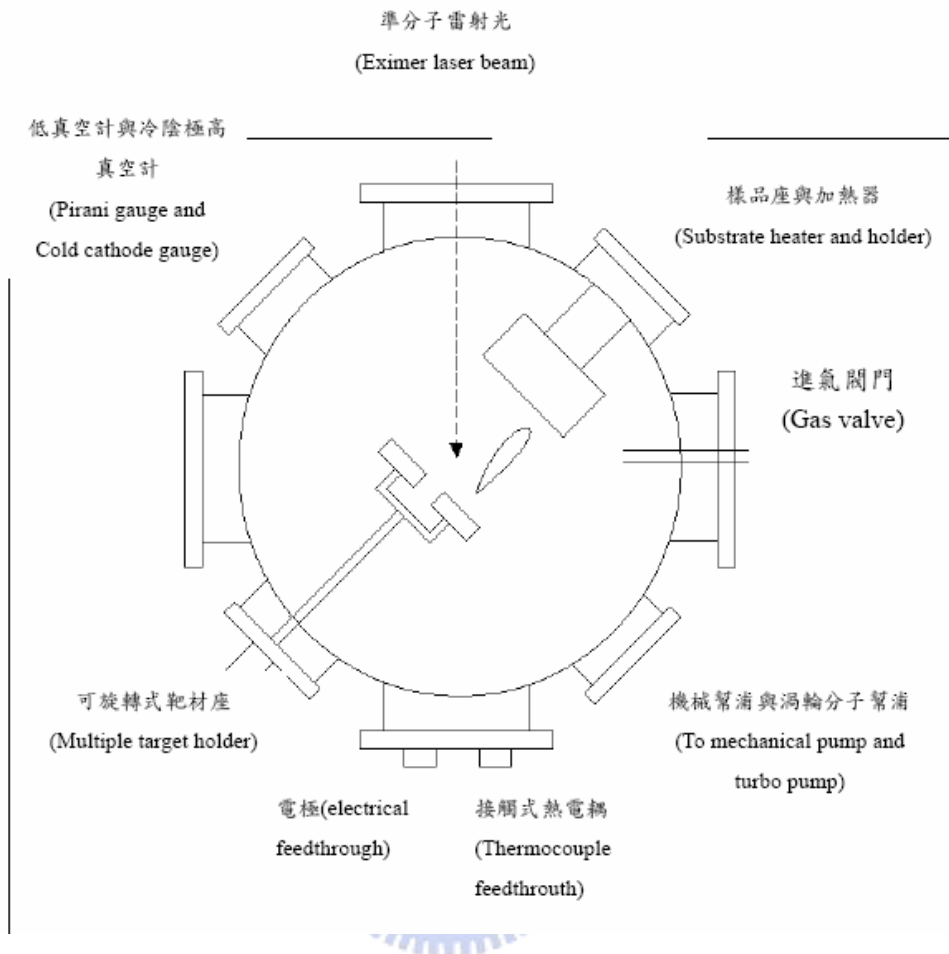 準分子雷射光
(Eximer laser beam)
低真空計與冷陰極高
真空計
(Pirani gauge and
Cold cathode gauge)
樣品座與加熱器
(Substrate heater and holder)
進氣閥門
(Gas valve)
可旋轉式靶材座
(Multiple target holder)
機械幫浦與渦輪分子幫浦
(To mechanical pump and
turbo pump)
電極(electrical
feedthrough)
接觸式熱電耦
(Thermocouple
feedthrouth)